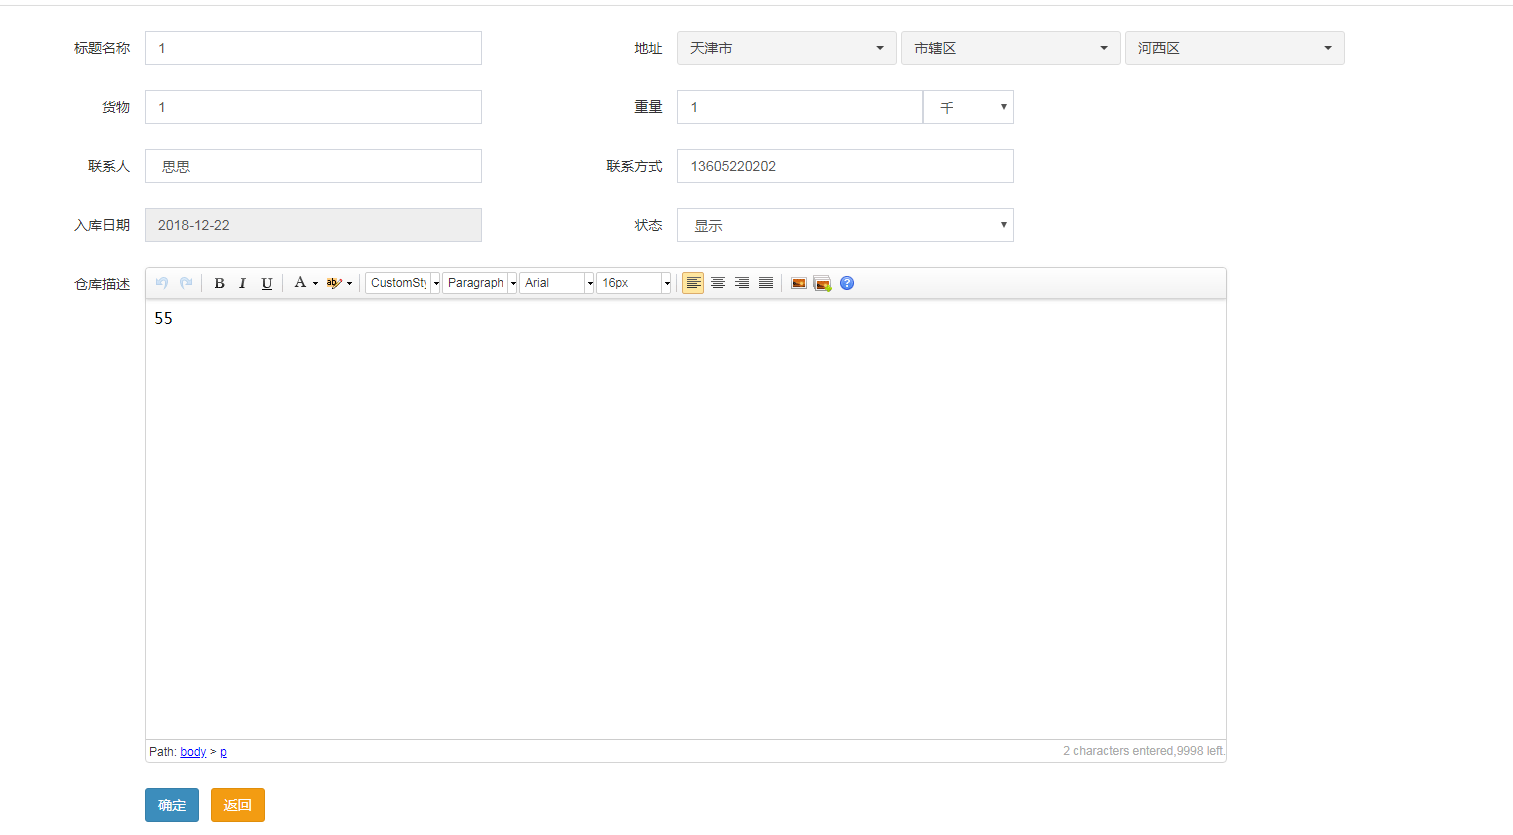 标题名称 1 地址 天津市 市辖区 河西区
货物 1 重量 1 千
联系人 思思 联系方式 13605220202
入库日期 2018-12-22 状态 显示
仓库描述 B I U A ab CustomSt Paragraph Arial 16px ?
55
Path: body > p 2 characters entered,9998 left.
确定 返回